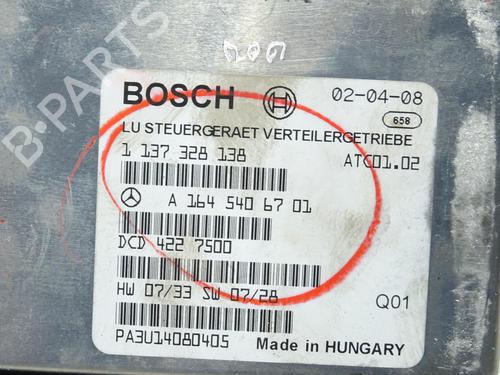 B-PARTS
BOSCH 02-04-08
658
LU STEUERGERAET VERTEILERGETRIEBE
1 137 328 138 ATC01.02
A 164 540 67 01
DCD 422 7500
HW 07/33 SW 07/28 Q01
PA3U14080405 Made in HUNGARY